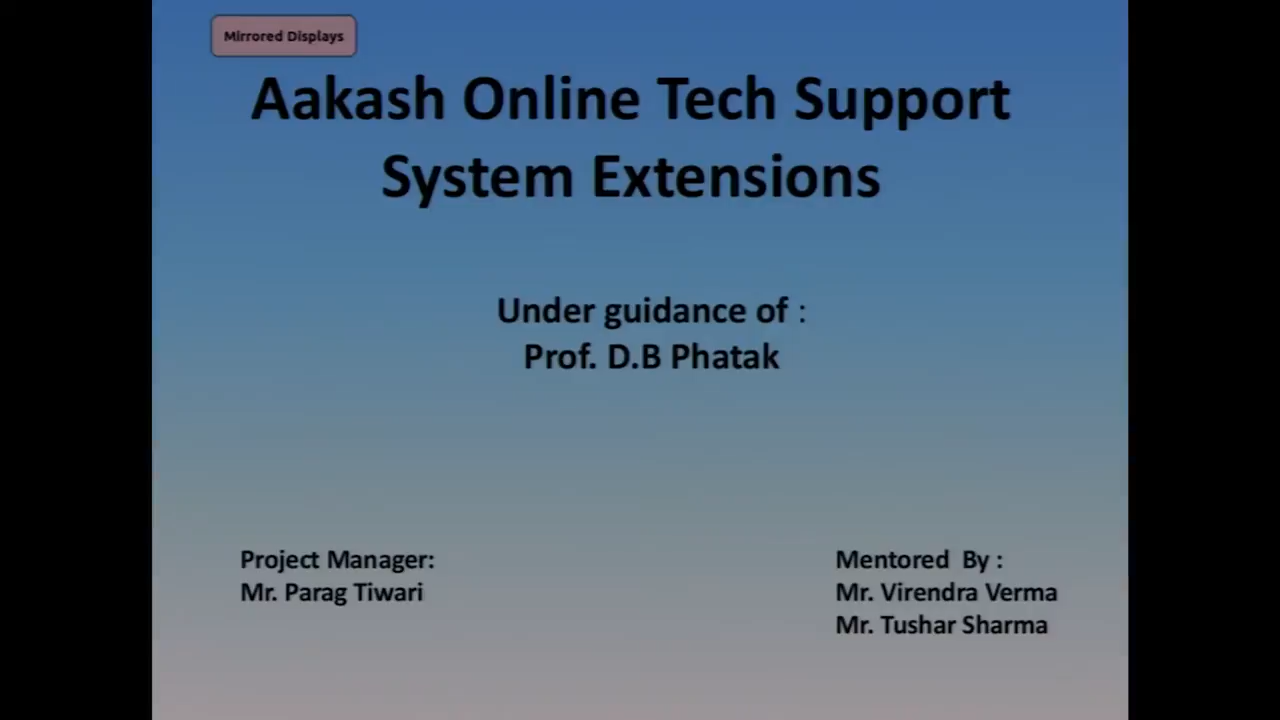 Mirrored Displays
Aakash Online Tech Support
System Extensions
Under guidance of :
Prof. D.B Phatak
Project Manager:
Mr. Parag Tiwari
Mentored By :
Mr. Virendra Verma
Mr. Tushar Sharma